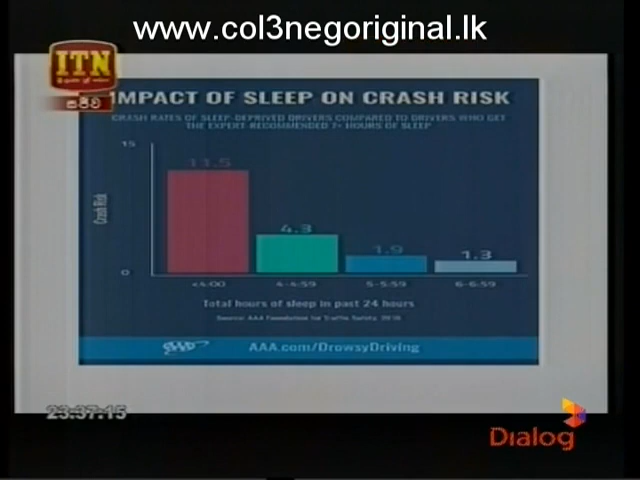 www.col3negoriginal.lk
ITN
IMPACT OF SLEEP ON CRASH RISK
CRASH RATES OF SLEEP-DEPRIVED DRIVERS COMPARED TO DRIVERS WHO GET
THE EXPERT-RECOMMENDED 7+ HOURS OF SLEEP
15
11.5
4.3
1.9
1.3
Crash Risk
0
<4:00
4-4:59
5-5:59
6-6:59
Total hours of sleep in past 24 hours
Source: AAA Foundation for Traffic Safety, 2016
AAA
AAA.com/DrowsyDriving
23:37:15
Dialog